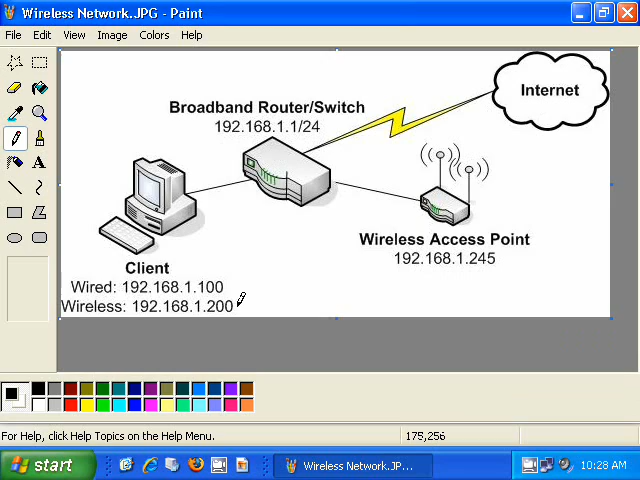 Wireless Network.JPG - Paint
File Edit View Image Colors Help
Internet
Broadband Router/Switch
192.168.1.1/24
Wireless Access Point
192.168.1.245
Client
Wired: 192.168.1.100
Wireless: 192.168.1.200
For Help, click Help Topics on the Help Menu.
175,256
start
Wireless Network.JP...
10:28 AM